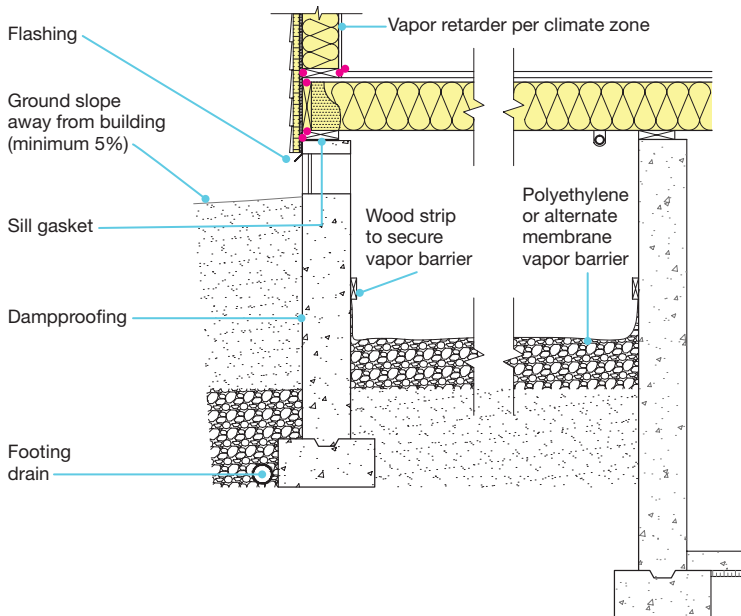 Flashing
Vapor retarder per climate zone
Ground slope
away from building
(minimum 5%)
Sill gasket
Wood strip
to secure
vapor barrier
Polyethylene
or alternate
membrane
vapor barrier
Dampproofing
Footing
drain